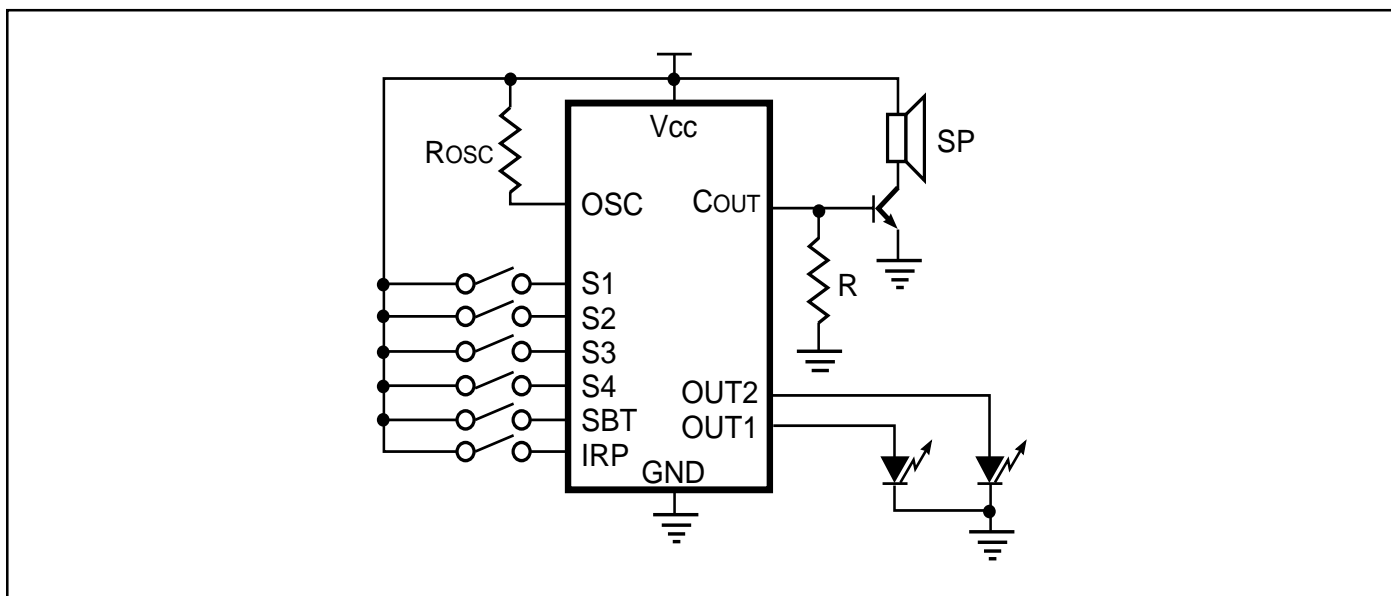 Vcc
ROSC
SP
OSC
COUT
S1
R
S2
S3
S4
OUT2
SBT
OUT1
IRP
GND